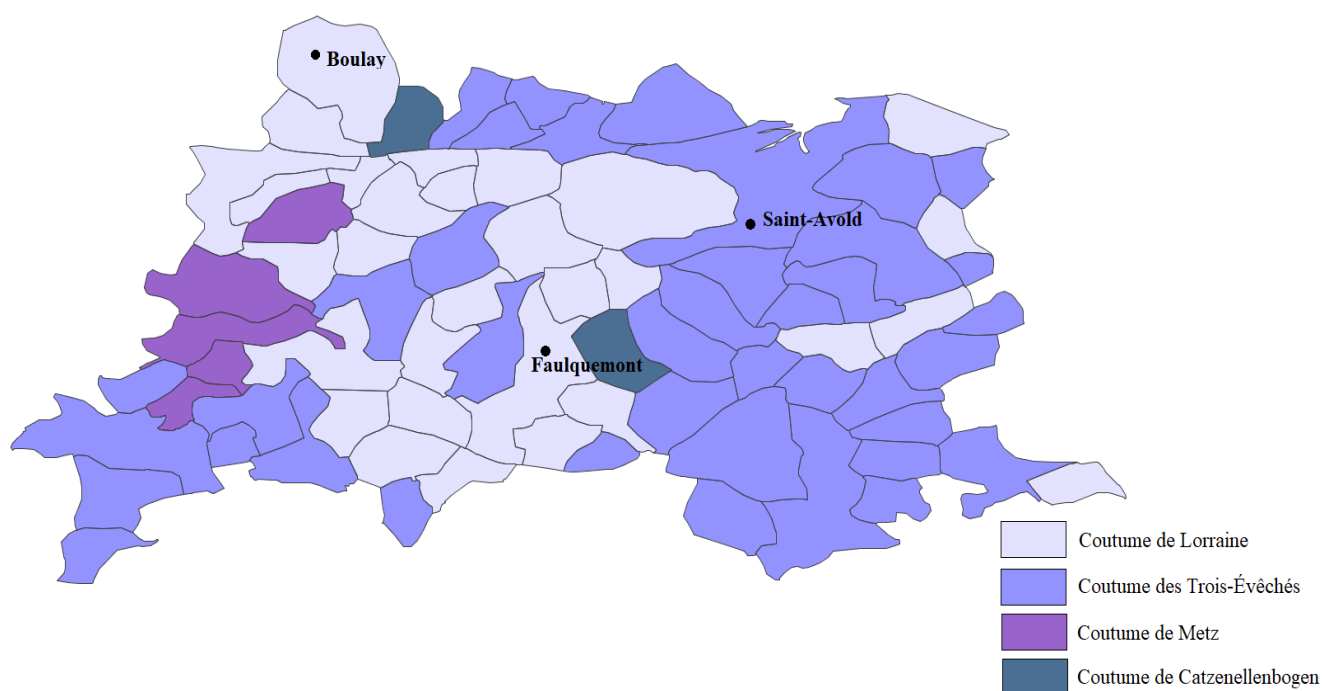 Boulay
Saint-Avold
Faulquemont
Coutume de Lorraine
Coutume des Trois-Évêchés
Coutume de Metz
Coutume de Catzenellenbogen